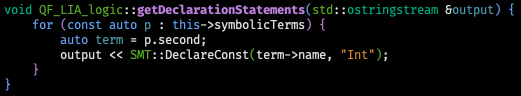 void QF_LIA_logic::getDeclarationStatements(std::ostringstream &output) {
    for (const auto p : this->symbolicTerms) {
        auto term = p.second;
        output << SMT::DeclareConst(term->name, "Int");
    }
}